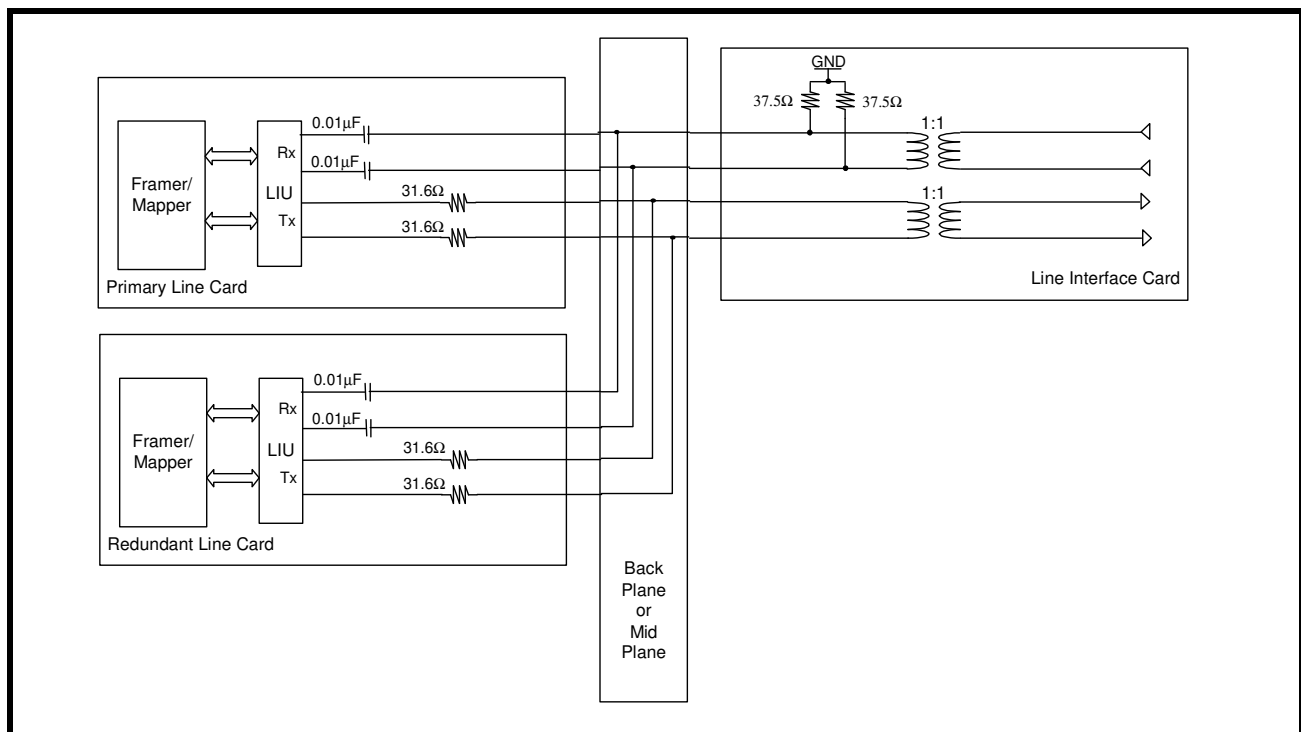 GND
37.5Ω
37.5Ω
1:1
1:1
Line Interface Card
0.01µF
0.01µF
31.6Ω
31.6Ω
Rx
LIU
Tx
Framer/
Mapper
Primary Line Card
0.01µF
0.01µF
31.6Ω
31.6Ω
Rx
LIU
Tx
Framer/
Mapper
Redundant Line Card
Back
Plane
or
Mid
Plane